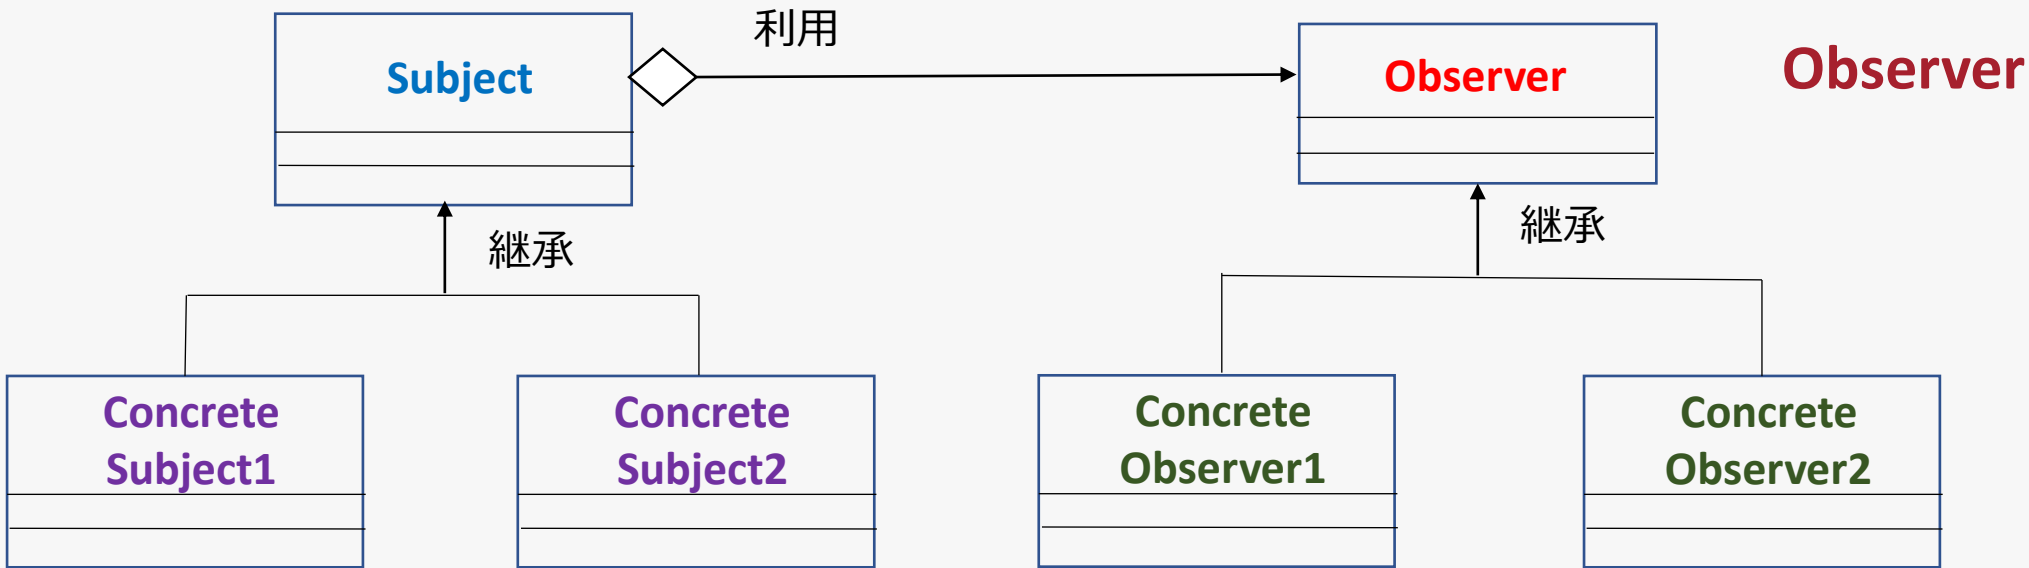 利用
Subject
Observer
Observer
継承
継承
Concrete
Subject1
Concrete
Subject2
Concrete
Observer1
Concrete
Observer2